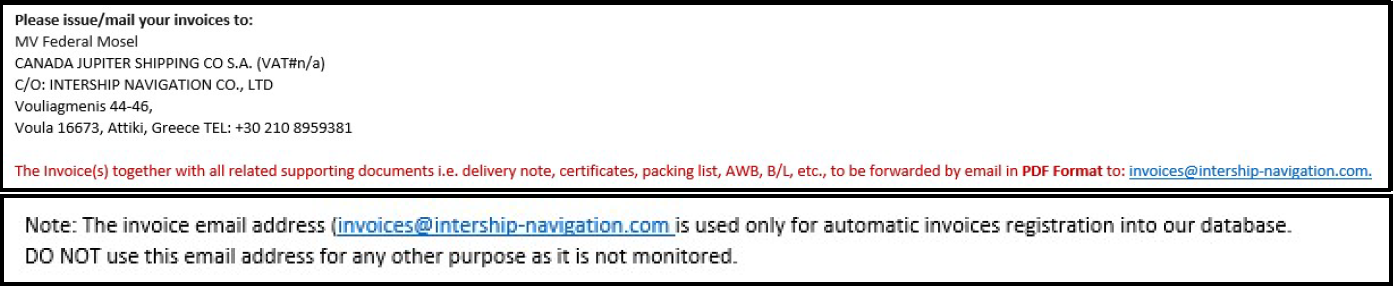 Please issue/mail your invoices to:
MV Federal Mosel
CANADA JUPITER SHIPPING CO S.A. (VAT#n/a)
C/O: INTERSHIP NAVIGATION CO., LTD
Vouliagmenis 44-46,
Voula 16673, Attiki, Greece TEL: +30 210 8959381
The Invoice(s) together with all related supporting documents i.e. delivery note, certificates, packing list, AWB, B/L, etc., to be forwarded by email in PDF Format to: invoices@intership-navigation.com.
Note: The invoice email address (invoices@intership-navigation.com is used only for automatic invoices registration into our database.
DO NOT use this email address for any other purpose as it is not monitored.